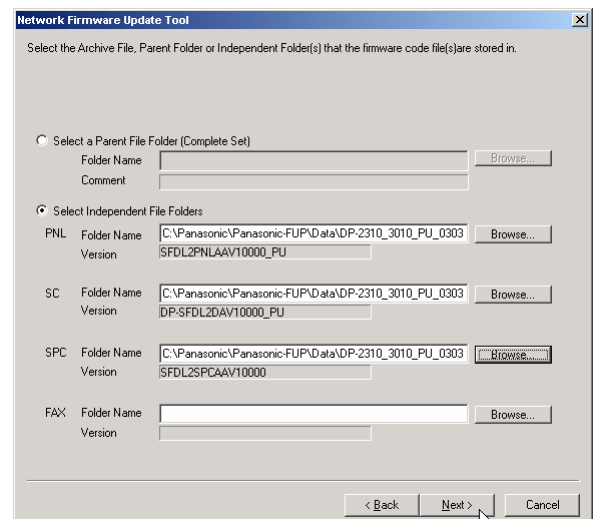 Network Firmware Update Tool
Select the Archive File, Parent Folder or Independent Folder(s) that the firmware code file(s)are stored in.
Select a Parent File Folder (Complete Set)
Folder Name Browse...
Comment
Select Independent File Folders
PNL Folder Name C:\Panasonic\Panasonic-FUP\Data\DP-2310_3010_PU_0303 Browse...
Version SFDL2PNLAAV10000_PU
SC Folder Name C:\Panasonic\Panasonic-FUP\Data\DP-2310_3010_PU_0303 Browse...
Version DP-SFDL2DAV10000_PU
SPC Folder Name C:\Panasonic\Panasonic-FUP\Data\DP-2310_3010_PU_0303 Browse...
Version SFDL2SPCAAV10000
FAX Folder Name Browse...
Version
< Back Next > Cancel